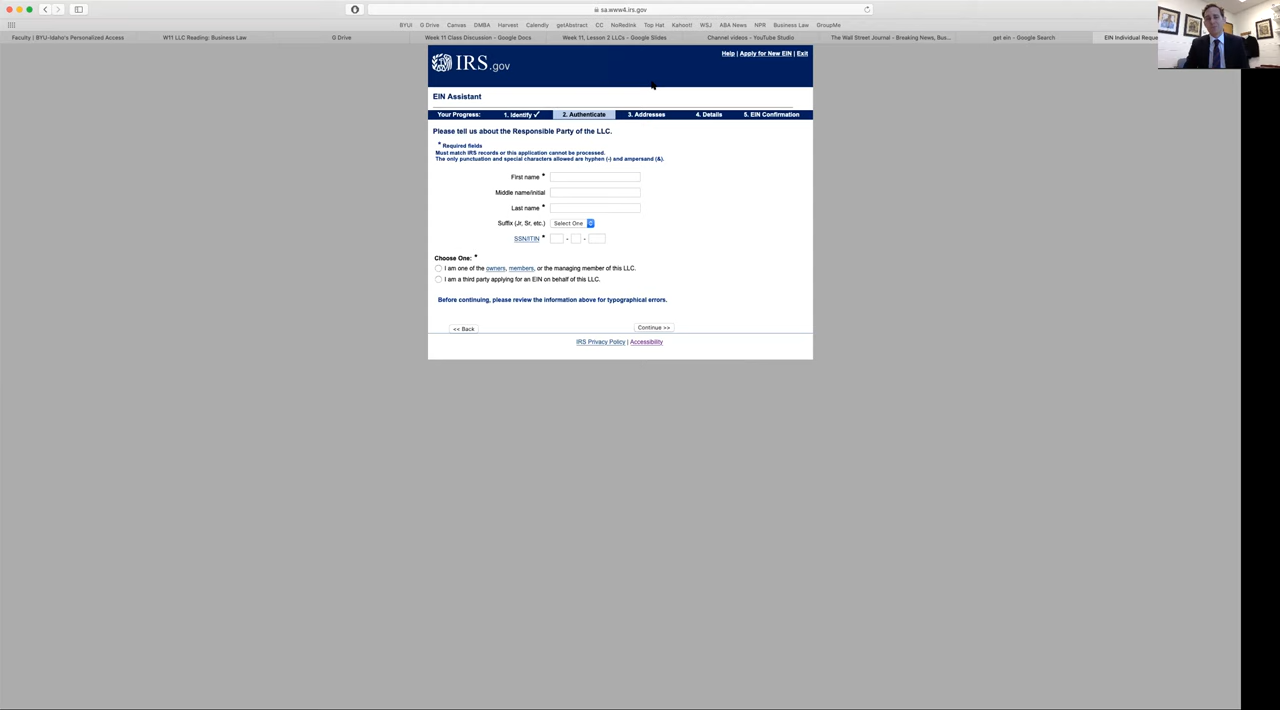 sa.www4.irs.gov
BYUI G Drive Canvas DMBA Harvest Calendly getAbstract CC NoRedInk Top Hat Kahoot! WSJ ABA News NPR Business Law GroupMe
Faculty | BYU-Idaho's Personalized Access W11 LLC Reading: Business Law G Drive Week 11 Class Discussion - Google Docs Week 11, Lesson 2 LLCs - Google Slides Channel videos - YouTube Studio The Wall Street Journal - Breaking News, Bus... get ein - Google Search EIN Individual Reque
IRS.gov
Help | Apply for New EIN | Exit
EIN Assistant
Your Progress: 1. Identify ✓ 2. Authenticate 3. Addresses 4. Details 5. EIN Confirmation
Please tell us about the Responsible Party of the LLC.
* Required fields
Must match IRS records or this application cannot be processed.
The only punctuation and special characters allowed are hyphen (-) and ampersand (&).
First name *
Middle name/initial
Last name *
Suffix (Jr, Sr, etc.) Select One
SSN/ITIN * - -
Choose One: *
I am one of the owners, members, or the managing member of this LLC.
I am a third party applying for an EIN on behalf of this LLC.
Before continuing, please review the information above for typographical errors.
<< Back Continue >>
IRS Privacy Policy | Accessibility